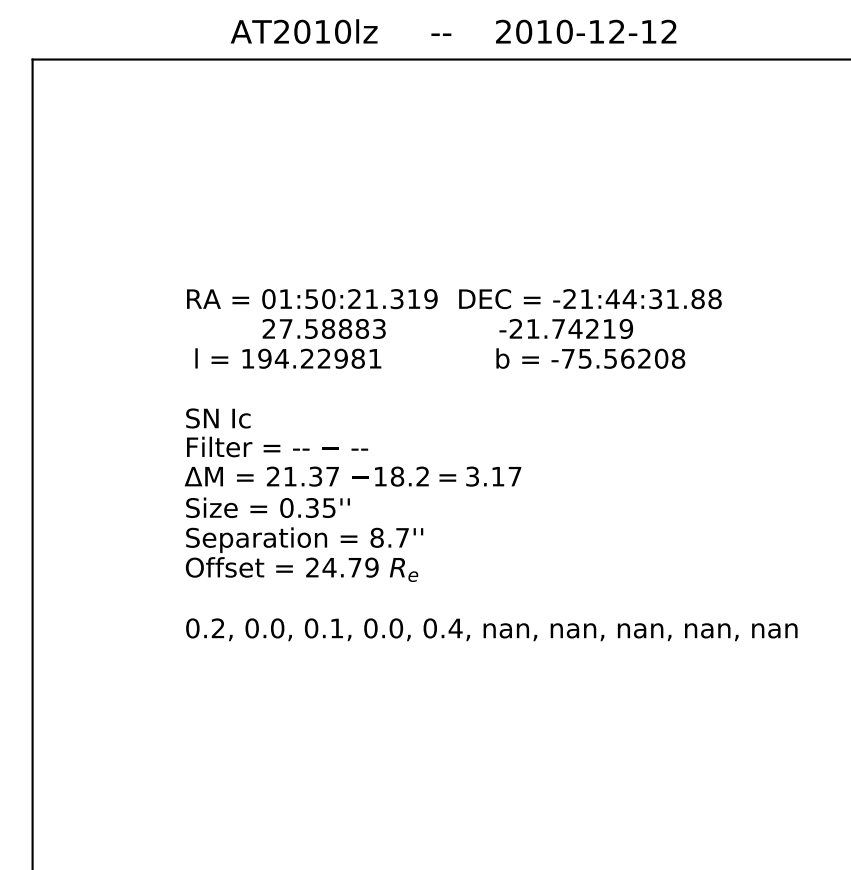 AT2010lz -- 2010-12-12
RA = 01:50:21.319 DEC = -21:44:31.88
27.58883 -21.74219
l = 194.22981 b = -75.56208
SN Ic
Filter = -- − --
ΔM = 21.37 −18.2 = 3.17
Size = 0.35''
Separation = 8.7''
Offset = 24.79 Rₑ
0.2, 0.0, 0.1, 0.0, 0.4, nan, nan, nan, nan, nan